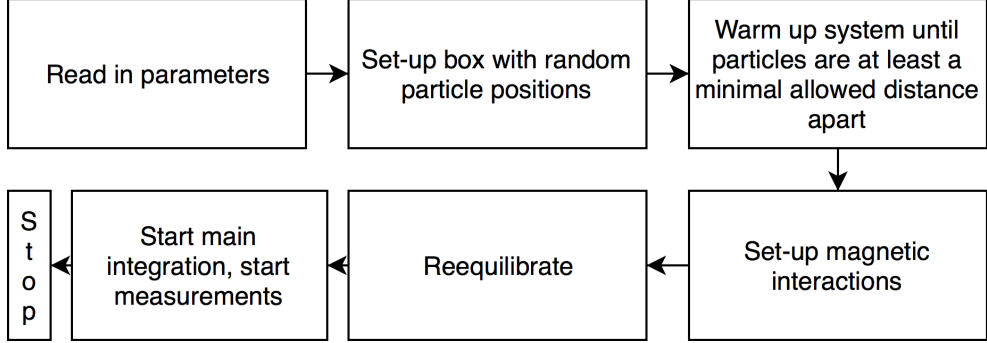 Read in parameters
Set-up box with random
particle positions
Warm up system until
particles are at least a
minimal allowed distance
apart
Set-up magnetic
interactions
Reequilibrate
Start main
integration, start
measurements
S
t
o
p